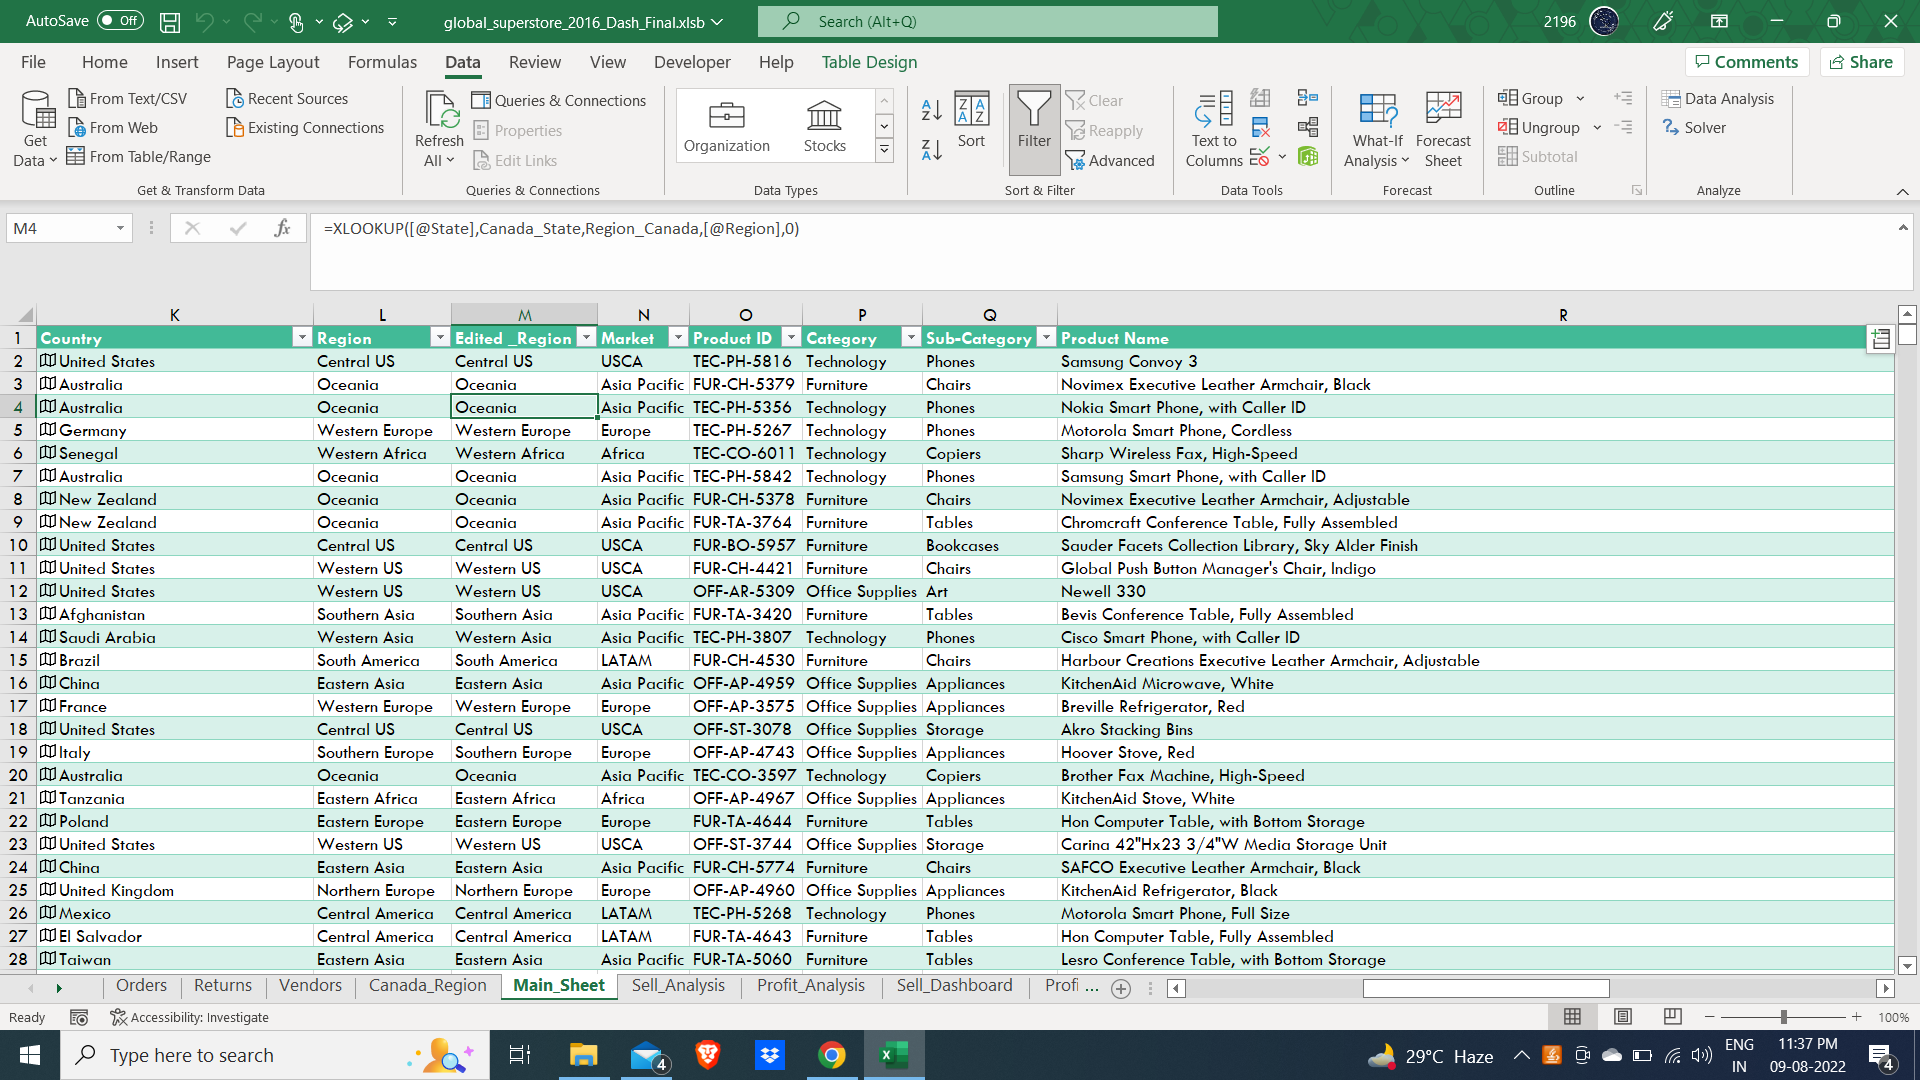 AutoSave Off global_superstore_2016_Dash_Final.xlsb Search (Alt+Q) 2196
File Home Insert Page Layout Formulas Data Review View Developer Help Table Design Comments Share
Get Data From Text/CSV From Web From Table/Range Recent Sources Existing Connections
Refresh All Queries & Connections Properties Edit Links
Organization Stocks
Sort Filter Clear Reapply Advanced
Text to Columns
What-If Analysis Forecast Sheet
Group Ungroup Subtotal
Data Analysis Solver
Get & Transform Data Queries & Connections Data Types Sort & Filter Data Tools Forecast Outline Analyze
M4 fx =XLOOKUP([@State],Canada_State,Region_Canada,[@Region],0)
K L M N O P Q R
1 Country Region Edited _Region Market Product ID Category Sub-Category Product Name
2 United States Central US Central US USCA TEC-PH-5816 Technology Phones Samsung Convoy 3
3 Australia Oceania Oceania Asia Pacific FUR-CH-5379 Furniture Chairs Novimex Executive Leather Armchair, Black
4 Australia Oceania Oceania Asia Pacific TEC-PH-5356 Technology Phones Nokia Smart Phone, with Caller ID
5 Germany Western Europe Western Europe Europe TEC-PH-5267 Technology Phones Motorola Smart Phone, Cordless
6 Senegal Western Africa Western Africa Africa TEC-CO-6011 Technology Copiers Sharp Wireless Fax, High-Speed
7 Australia Oceania Oceania Asia Pacific TEC-PH-5842 Technology Phones Samsung Smart Phone, with Caller ID
8 New Zealand Oceania Oceania Asia Pacific FUR-CH-5378 Furniture Chairs Novimex Executive Leather Armchair, Adjustable
9 New Zealand Oceania Oceania Asia Pacific FUR-TA-3764 Furniture Tables Chromcraft Conference Table, Fully Assembled
10 United States Central US Central US USCA FUR-BO-5957 Furniture Bookcases Sauder Facets Collection Library, Sky Alder Finish
11 United States Western US Western US USCA FUR-CH-4421 Furniture Chairs Global Push Button Manager's Chair, Indigo
12 United States Western US Western US USCA OFF-AR-5309 Office Supplies Art Newell 330
13 Afghanistan Southern Asia Southern Asia Asia Pacific FUR-TA-3420 Furniture Tables Bevis Conference Table, Fully Assembled
14 Saudi Arabia Western Asia Western Asia Asia Pacific TEC-PH-3807 Technology Phones Cisco Smart Phone, with Caller ID
15 Brazil South America South America LATAM FUR-CH-4530 Furniture Chairs Harbour Creations Executive Leather Armchair, Adjustable
16 China Eastern Asia Eastern Asia Asia Pacific OFF-AP-4959 Office Supplies Appliances KitchenAid Microwave, White
17 France Western Europe Western Europe Europe OFF-AP-3575 Office Supplies Appliances Breville Refrigerator, Red
18 United States Central US Central US USCA OFF-ST-3078 Office Supplies Storage Akro Stacking Bins
19 Italy Southern Europe Southern Europe Europe OFF-AP-4743 Office Supplies Appliances Hoover Stove, Red
20 Australia Oceania Oceania Asia Pacific TEC-CO-3597 Technology Copiers Brother Fax Machine, High-Speed
21 Tanzania Eastern Africa Eastern Africa Africa OFF-AP-4967 Office Supplies Appliances KitchenAid Stove, White
22 Poland Eastern Europe Eastern Europe Europe FUR-TA-4644 Furniture Tables Hon Computer Table, with Bottom Storage
23 United States Western US Western US USCA OFF-ST-3744 Office Supplies Storage Carina 42"Hx23 3/4"W Media Storage Unit
24 China Eastern Asia Eastern Asia Asia Pacific FUR-CH-5774 Furniture Chairs SAFCO Executive Leather Armchair, Black
25 United Kingdom Northern Europe Northern Europe Europe OFF-AP-4960 Office Supplies Appliances KitchenAid Refrigerator, Black
26 Mexico Central America Central America LATAM TEC-PH-5268 Technology Phones Motorola Smart Phone, Full Size
27 El Salvador Central America Central America LATAM FUR-TA-4643 Furniture Tables Hon Computer Table, Fully Assembled
28 Taiwan Eastern Asia Eastern Asia Asia Pacific FUR-TA-5060 Furniture Tables Lesro Conference Table, with Bottom Storage
Orders Returns Vendors Canada_Region Main_Sheet Sell_Analysis Profit_Analysis Sell_Dashboard Profi ...
Ready Accessibility: Investigate 100%
Type here to search 4 29°C Haze ENG IN 11:37 PM 09-08-2022 4